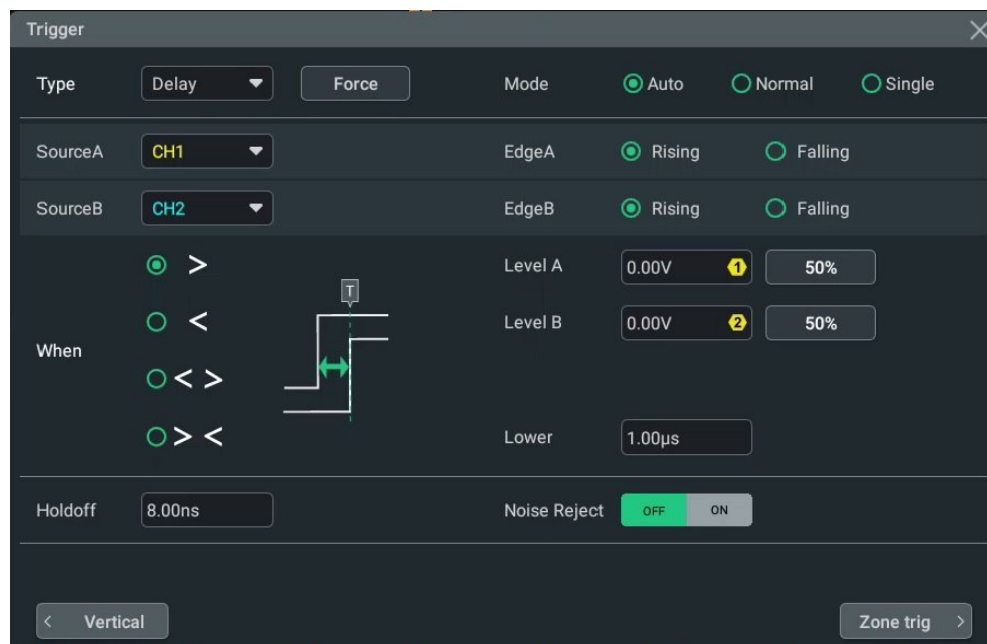 Trigger
Type Delay Force Mode Auto Normal Single
SourceA CH1 EdgeA Rising Falling
SourceB CH2 EdgeB Rising Falling
> Level A 0.00V 1 50%
T
< Level B 0.00V 2 50%
When
< >
> < Lower 1.00µs
Holdoff 8.00ns Noise Reject OFF ON
< Vertical Zone trig >